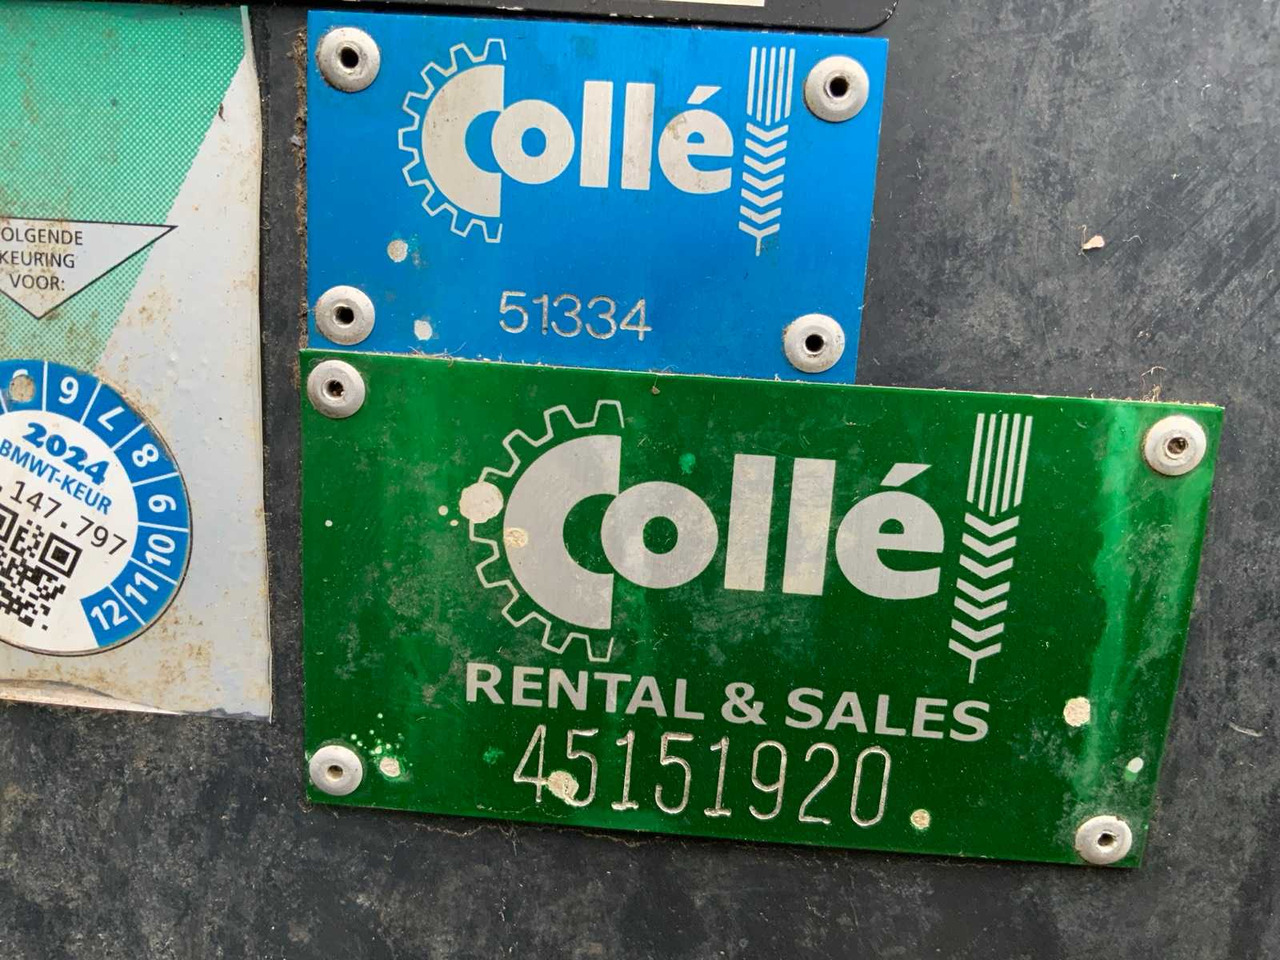 Collé
51334
Collé
RENTAL & SALES
45151920
OLGENDE
KEURING
VOOR:
6 7 8 9 10 11 12
2024
BMWT-KEUR
.147.797